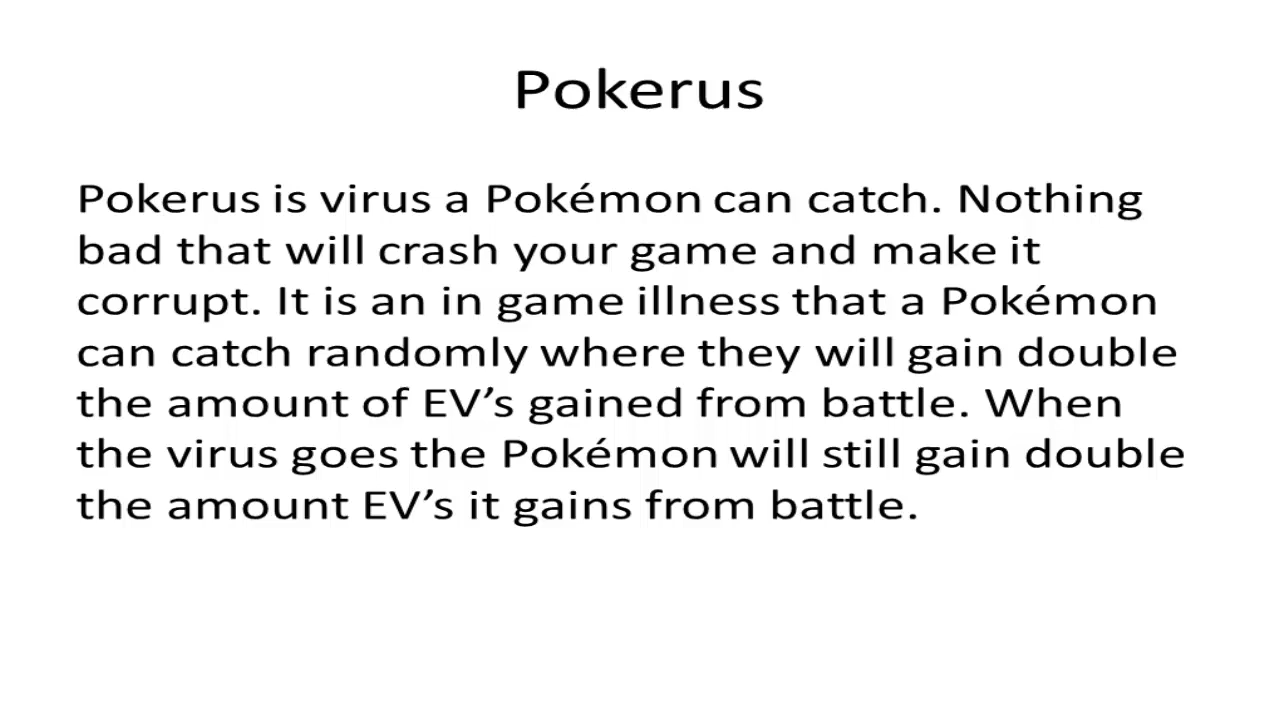 Pokerus
Pokerus is virus a Pokémon can catch. Nothing
bad that will crash your game and make it
corrupt. It is an in game illness that a Pokémon
can catch randomly where they will gain double
the amount of EV’s gained from battle. When
the virus goes the Pokémon will still gain double
the amount EV’s it gains from battle.